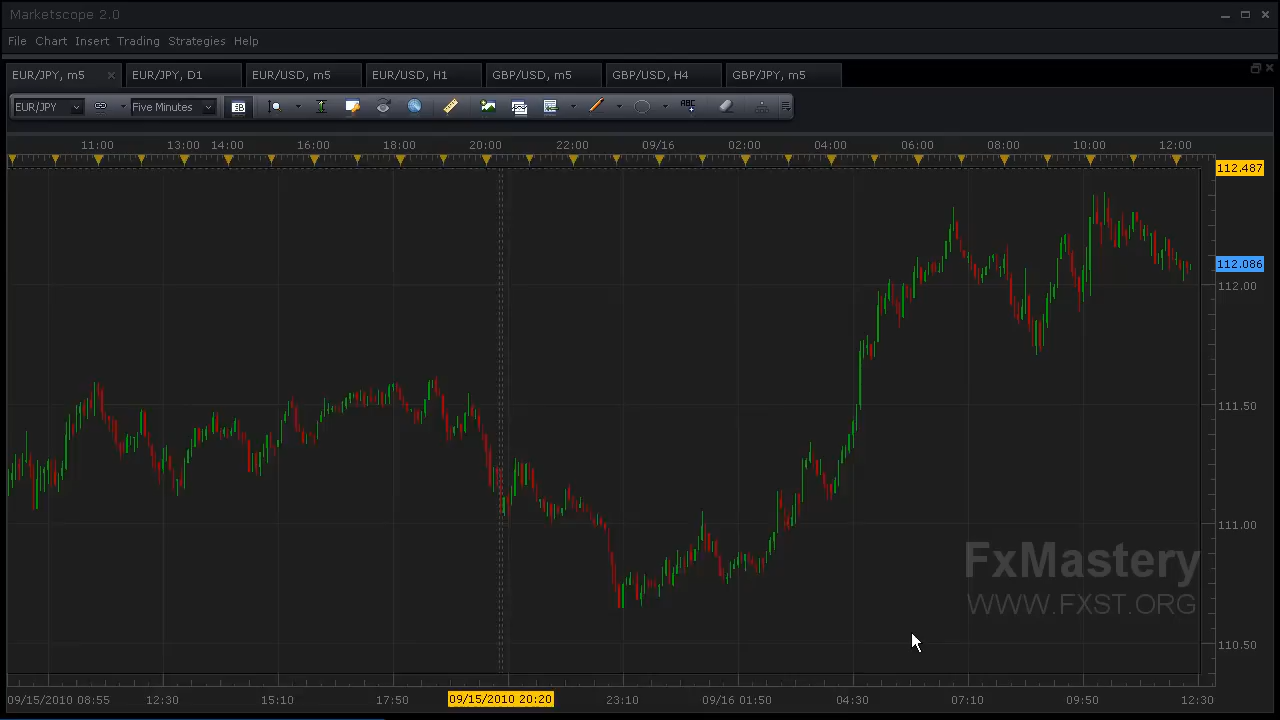 Marketscope 2.0
File Chart Insert Trading Strategies Help
EUR/JPY, m5 EUR/JPY, D1 EUR/USD, m5 EUR/USD, H1 GBP/USD, m5 GBP/USD, H4 GBP/JPY, m5
EUR/JPY Five Minutes ABC
11:00 13:00 14:00 16:00 18:00 20:00 22:00 09/16 02:00 04:00 06:00 08:00 10:00 12:00
112.487
112.086
112.00
111.50
111.00
FxMastery
WWW.FXST.ORG
110.50
09/15/2010 08:55 12:30 15:10 17:50 09/15/2010 20:20 23:10 09/16 01:50 04:30 07:10 09:50 12:30